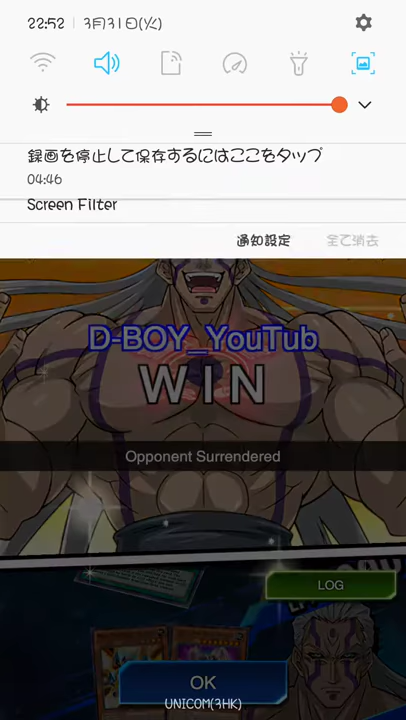 22:52 | 3月31日(火)
録画を停止して保存するにはここをタップ
04:46
Screen Filter
通知設定 全て消去
D-BOY_YouTub
WIN
Opponent Surrendered
LOG
OK
UNICOM(3HK)